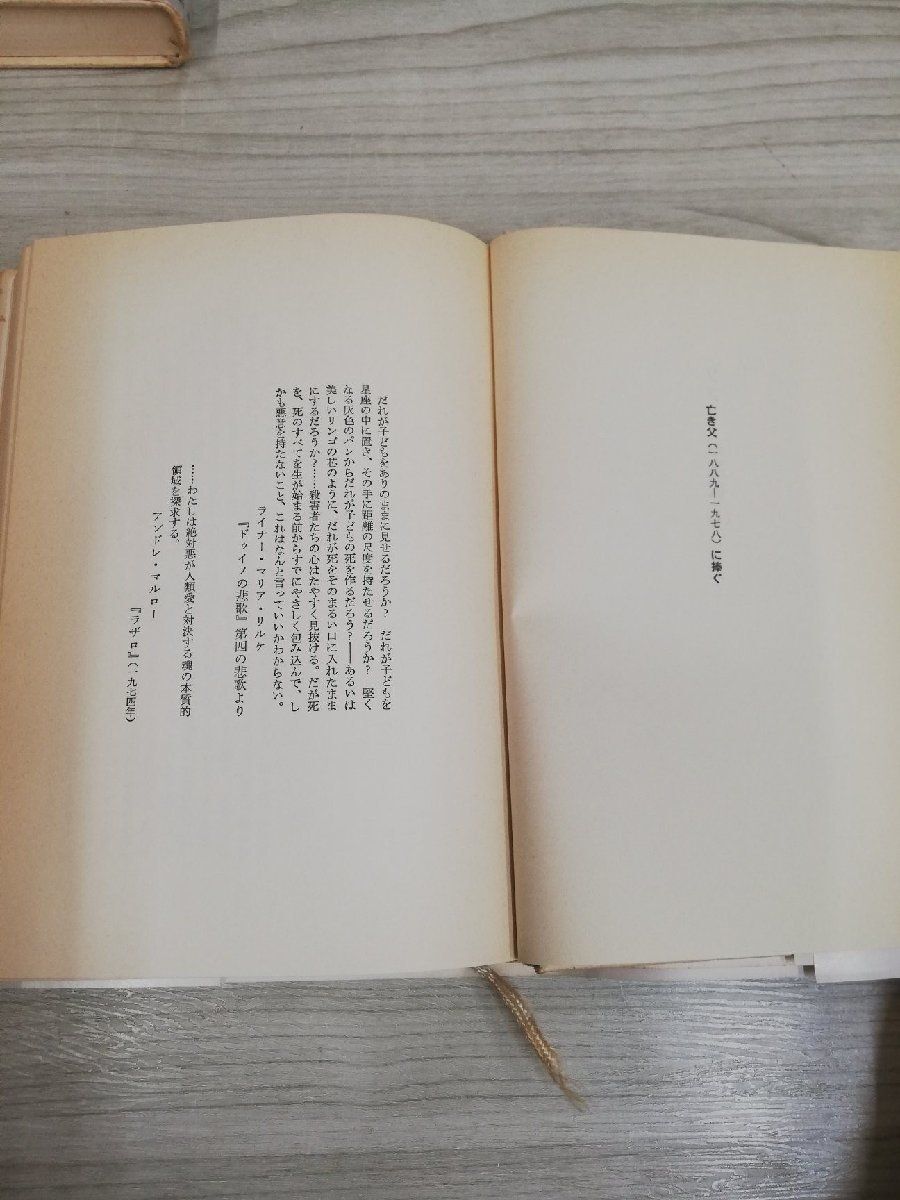 亡き父(一八八九―一九七八)に捧ぐ
だれが子どもをありのままに見せるだろうか? だれが子どもを
星座の中に置き、その手に距離の尺度を持たせるだろうか? 堅く
なる灰色のパンからだれが子どもの死を作るだろう?――あるいは
美しいリンゴの花のように、だれが死をそのまるい口に入れたまま
にするだろうか?……殺害者たちの心はたやすく見抜ける。だが死
を、死のすべてを生が始まる前からすでにやさしく包み込んで、し
かも悪意を持たないこと、これはなんと言っていいかわからない。
ライナー・マリア・リルケ
『ドゥイノの悲歌』第四の悲歌より
……わたしは絶対悪が人類愛と対決する魂の本質的
領域を探求する。
アンドレ・マルロー
『ラザロ』(一九七四年)